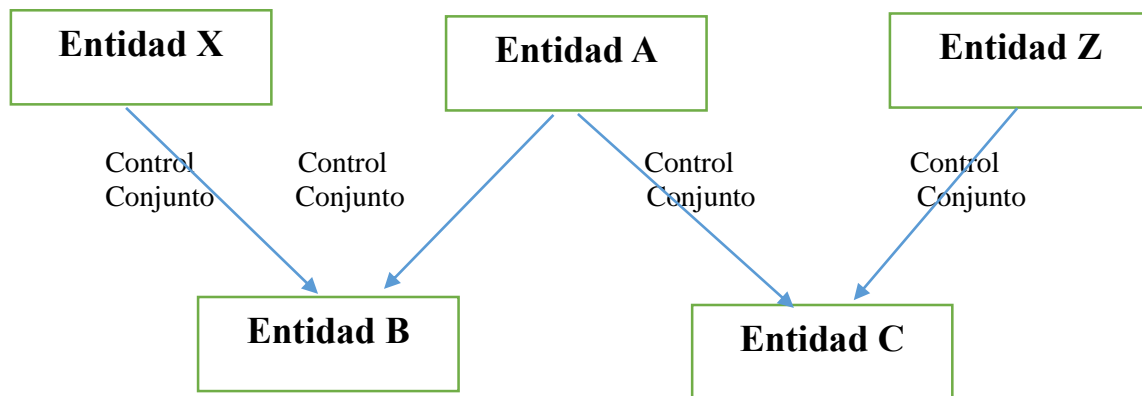 Entidad X
Entidad A
Entidad Z
Control
Conjunto
Control
Conjunto
Control
Conjunto
Control
Conjunto
Entidad B
Entidad C